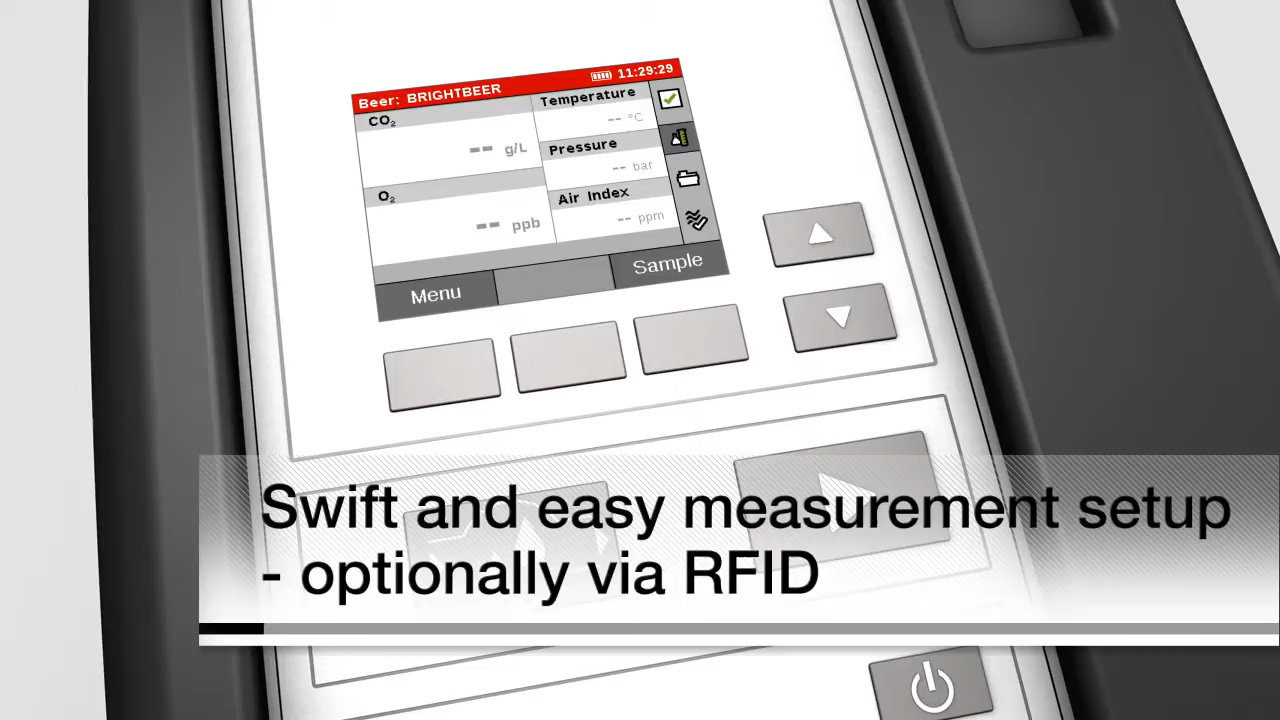 Beer: BRIGHTBEER 11:29:29
CO₂
-- g/L
O₂
-- ppb
Temperature
-- °C
Pressure
-- bar
Air Index
-- ppm
Menu
Sample
Swift and easy measurement setup
- optionally via RFID